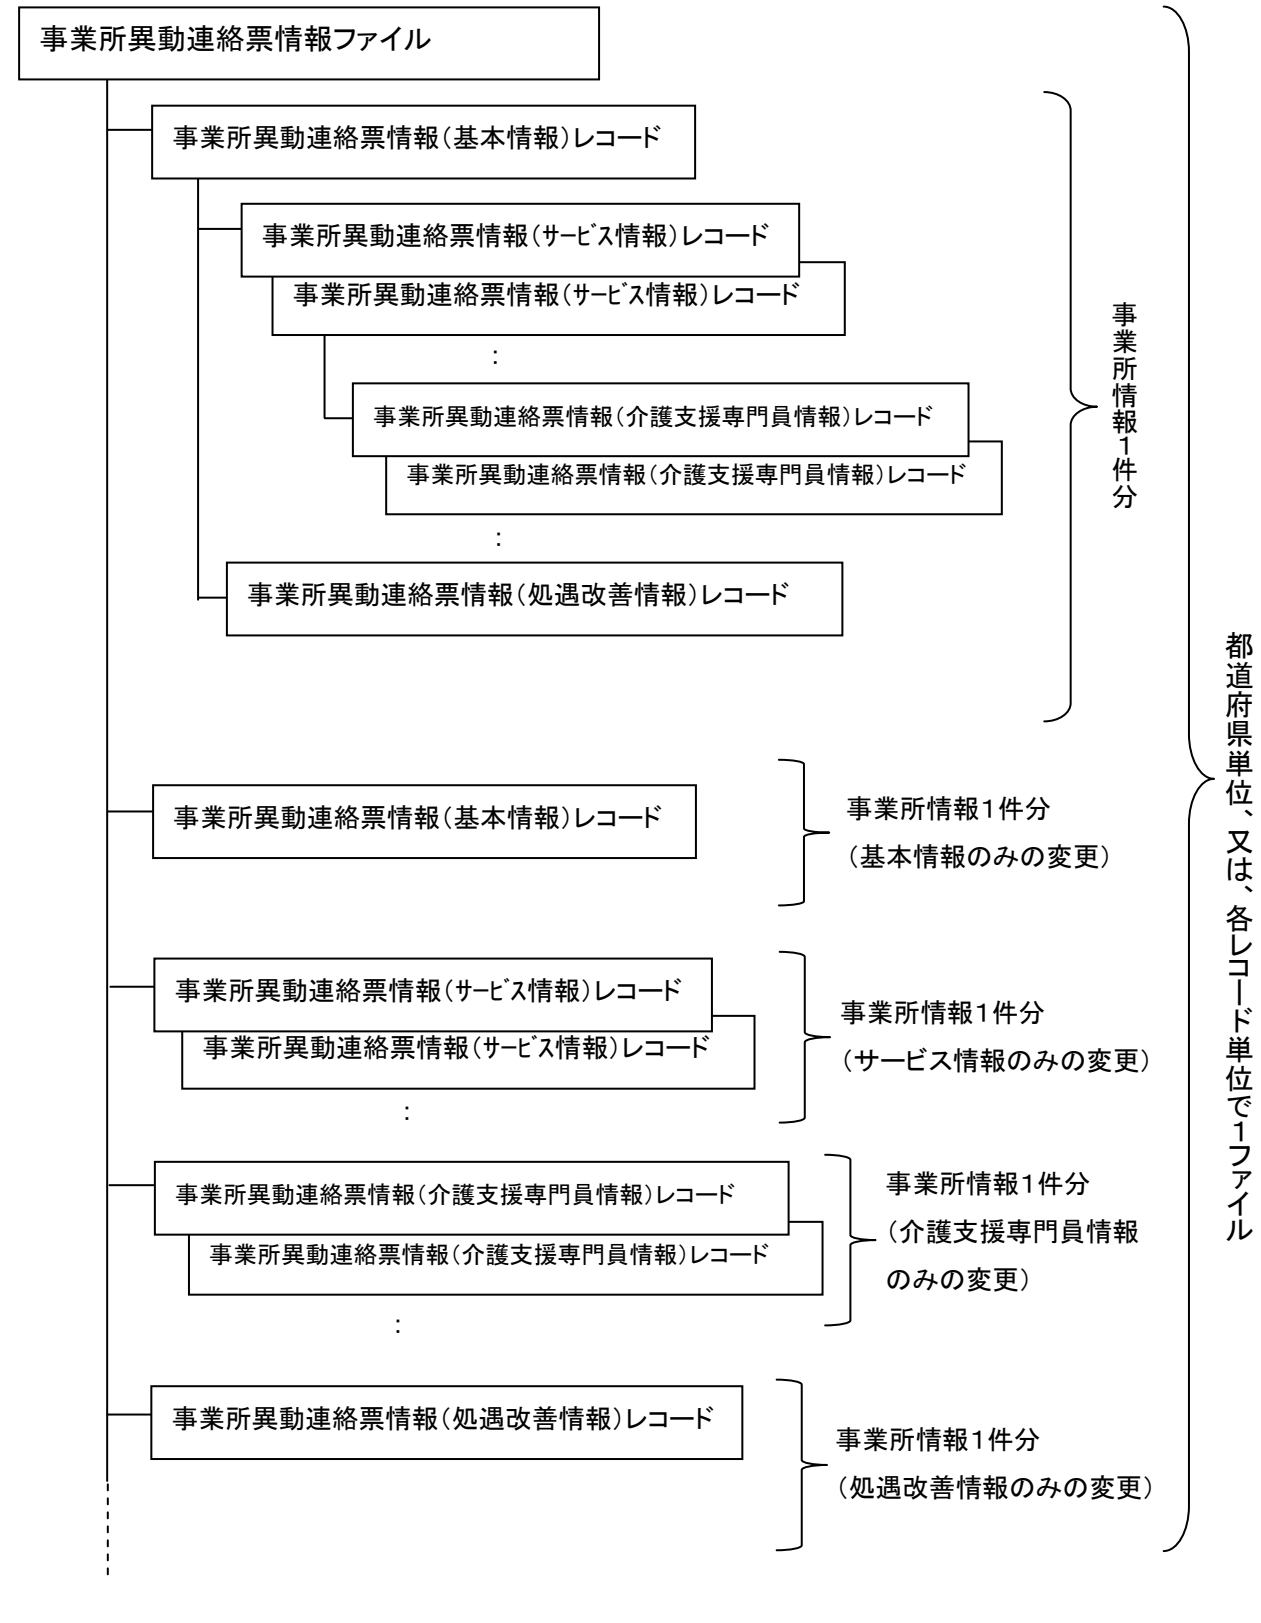 事業所異動連絡票情報ファイル
事業所異動連絡票情報（基本情報）レコード
事業所異動連絡票情報（ｻｰﾋﾞｽ情報）レコード
事業所異動連絡票情報（ｻｰﾋﾞｽ情報）レコード
：
事業所異動連絡票情報（介護支援専門員情報）レコード
事業所異動連絡票情報（介護支援専門員情報）レコード
：
事業所異動連絡票情報（処遇改善情報）レコード
事業所情報１件分
事業所異動連絡票情報（基本情報）レコード
事業所情報１件分
（基本情報のみの変更）
事業所異動連絡票情報（ｻｰﾋﾞｽ情報）レコード
事業所異動連絡票情報（ｻｰﾋﾞｽ情報）レコード
：
事業所情報１件分
（サービス情報のみの変更）
事業所異動連絡票情報（介護支援専門員情報）レコード
事業所異動連絡票情報（介護支援専門員情報）レコード
：
事業所情報１件分
（介護支援専門員情報
のみの変更）
事業所異動連絡票情報（処遇改善情報）レコード
事業所情報１件分
（処遇改善情報のみの変更）
都道府県単位、又は、各レコード単位で１ファイル